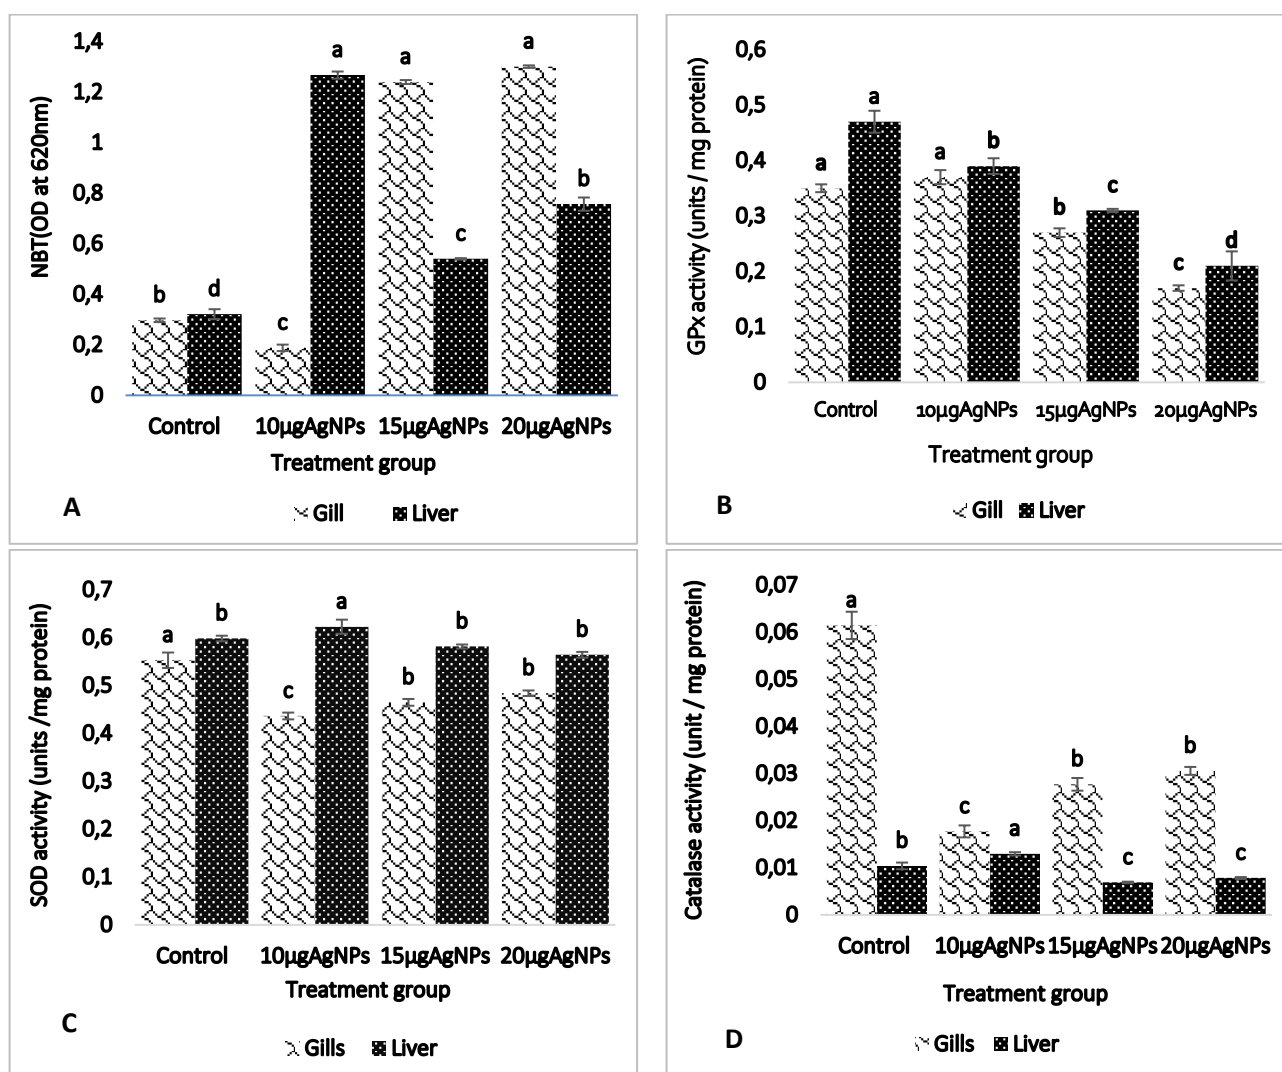 1,4
1,2
1
0,8
0,6
0,4
0,2
0
NBT(OD at 620nm)
b d c a a c a b
Control 10µgAgNPs 15µgAgNPs 20µgAgNPs
Treatment group
A
Gill Liver
0,6
0,5
0,4
0,3
0,2
0,1
0
GPx activity (units / mg protein)
a a a b b c c d
Control 10µgAgNPs 15µgAgNPs 20µgAgNPs
Treatment group
B
Gill Liver
0,7
0,6
0,5
0,4
0,3
0,2
0,1
0
SOD activity (units /mg protein)
a b c a b b b b
Control 10µgAgNPs 15µgAgNPs 20µgAgNPs
Treatment group
C
Gills Liver
0,07
0,06
0,05
0,04
0,03
0,02
0,01
0
Catalase activity (unit / mg protein)
a b c a b c b c
Control 10µgAgNPs 15µgAgNPs 20µgAgNPs
Treatment group
D
Gills Liver